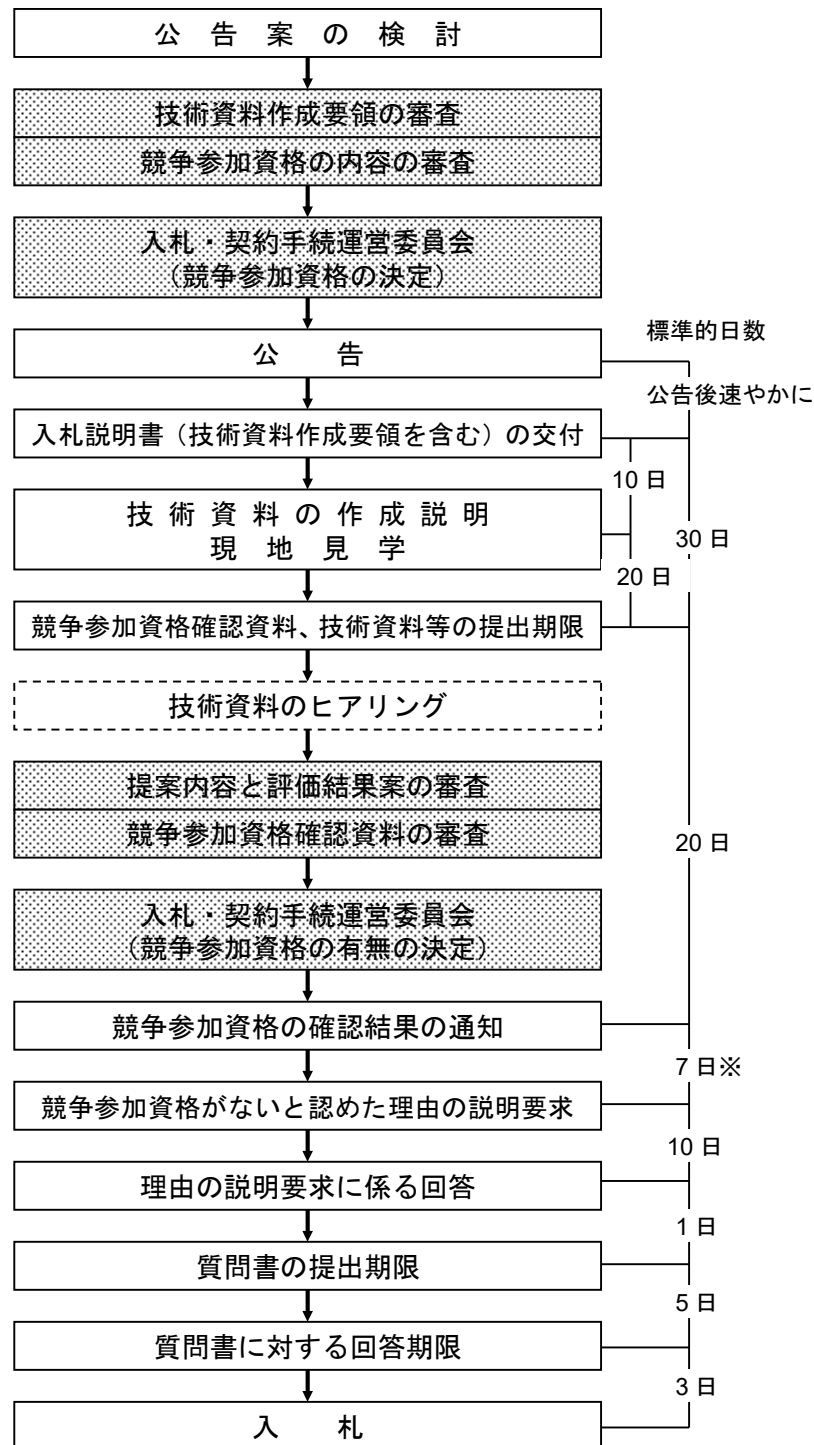 公告案の検討
技術資料作成要領の審査
競争参加資格の内容の審査
入札・契約手続運営委員会
(競争参加資格の決定)
標準的日数
公告
公告後速やかに
入札説明書(技術資料作成要領を含む)の交付
10 日
技術資料の作成説明
現地見学
30 日
20 日
競争参加資格確認資料、技術資料等の提出期限
技術資料のヒアリング
提案内容と評価結果案の審査
競争参加資格確認資料の審査
20 日
入札・契約手続運営委員会
(競争参加資格の有無の決定)
競争参加資格の確認結果の通知
7 日※
競争参加資格がないと認めた理由の説明要求
10 日
理由の説明要求に係る回答
1 日
質問書の提出期限
5 日
質問書に対する回答期限
3 日
入札